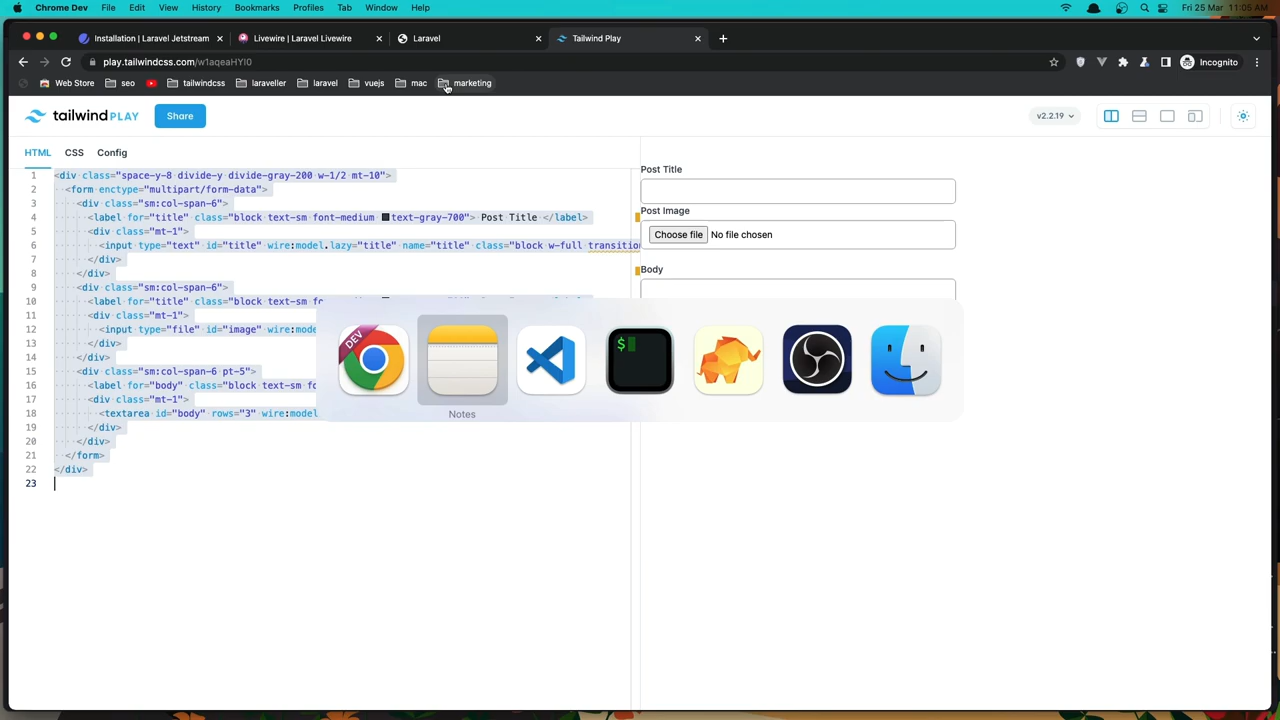 Chrome Dev File Edit View History Bookmarks Profiles Tab Window Help Fri 25 Mar 11:05 AM
Installation | Laravel Jetstream Livewire | Laravel Livewire Laravel Tailwind Play
play.tailwindcss.com/w1aqeaHYI0 Incognito
Web Store seo tailwindcss laraveller laravel vuejs mac marketing
tailwind PLAY Share v2.2.19
HTML CSS Config
1 <div class="space-y-8 divide-y divide-gray-200 w-1/2 mt-10">
2 <form enctype="multipart/form-data">
3 <div class="sm:col-span-6">
4 <label for="title" class="block text-sm font-medium text-gray-700"> Post Title </label>
5 <div class="mt-1">
6 <input type="text" id="title" wire:model.lazy="title" name="title" class="block w-full transition
7 </div>
8 </div>
9 <div class="sm:col-span-6">
10 <label for="title" class="block text-sm fo
11 <div class="mt-1">
12 <input type="file" id="image" wire:mode
13 </div>
14 </div>
15 <div class="sm:col-span-6 pt-5">
16 <label for="body" class="block text-sm fo
17 <div class="mt-1">
18 <textarea id="body" rows="3" wire:model
19 </div>
20 </div>
21 </form>
22 </div>
23
Post Title
Post Image
Choose file No file chosen
Body
DEV
$
Notes